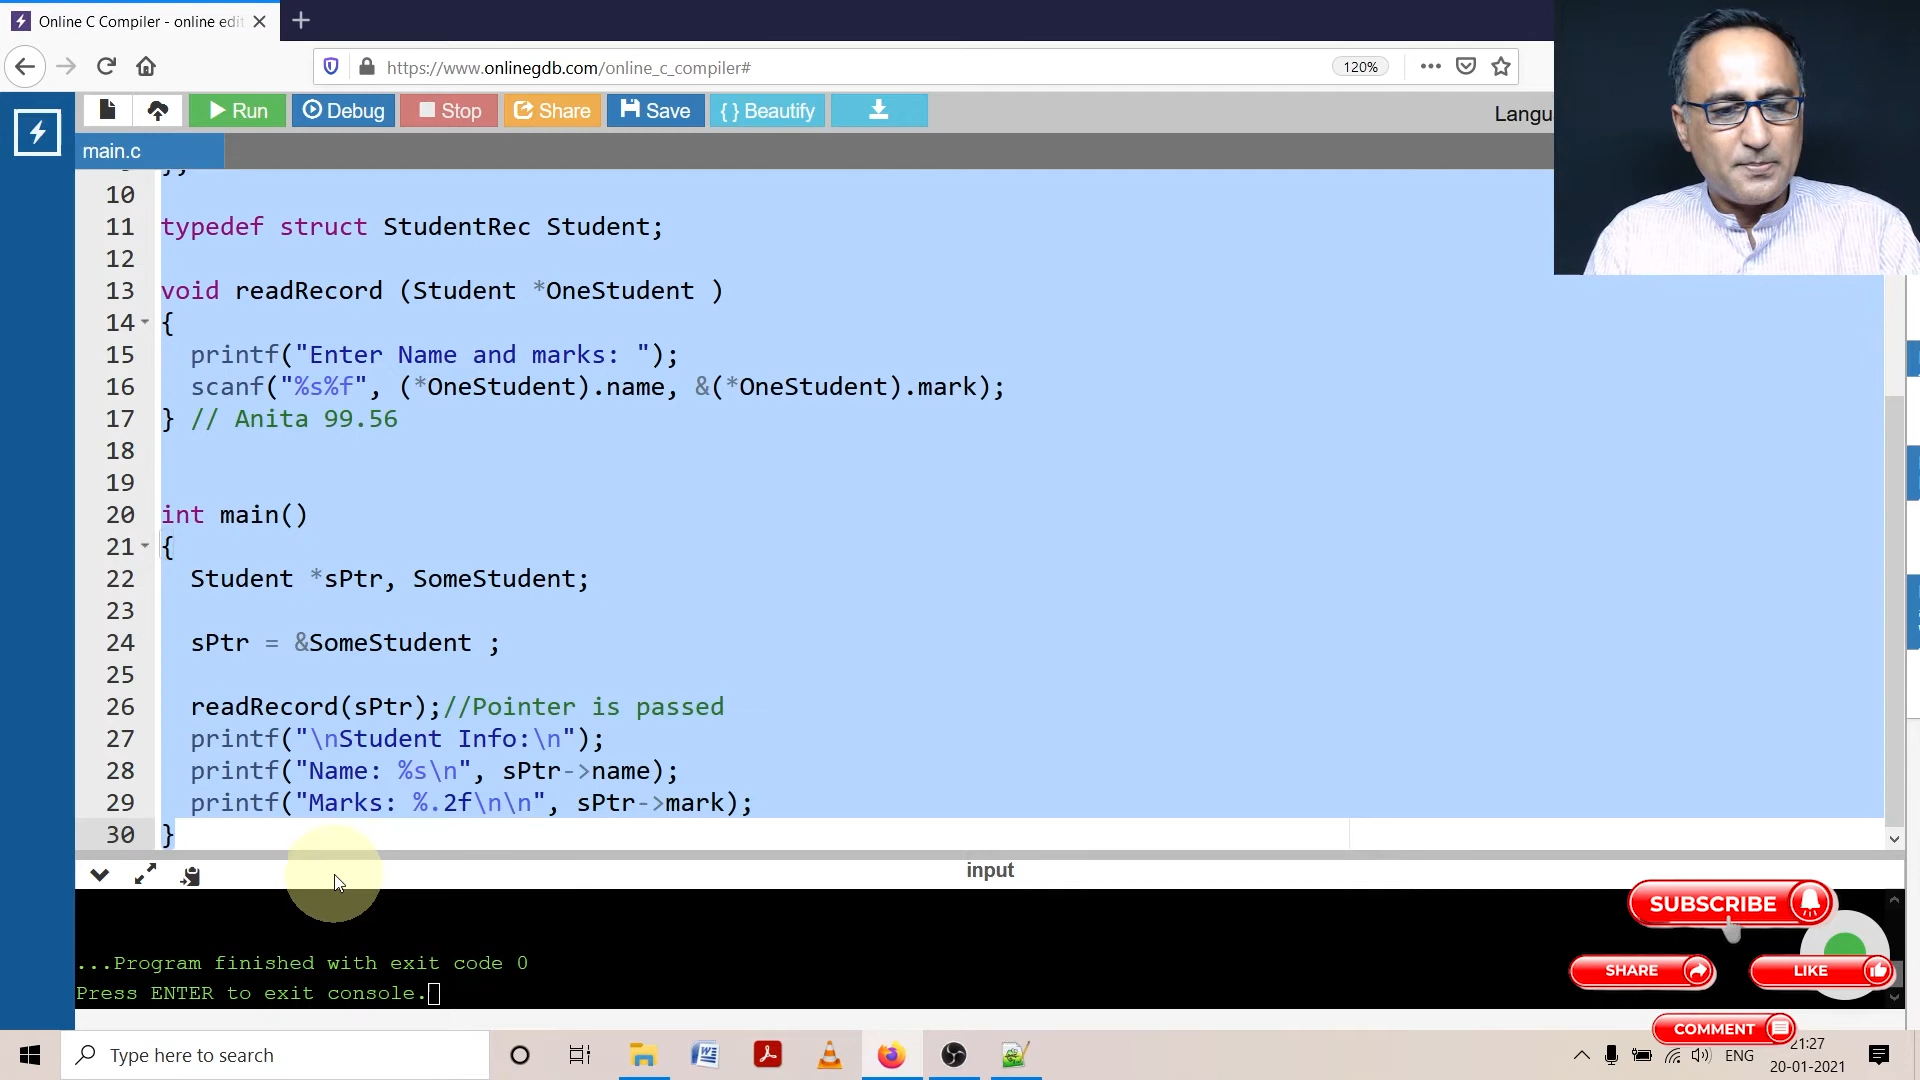 Online C Compiler - online edit
https://www.onlinegdb.com/online_c_compiler#
120%
Run
Debug
Stop
Share
Save
{ } Beautify
Langu
main.c
10
11 typedef struct StudentRec Student;
12
13 void readRecord (Student *OneStudent )
14 {
15 printf("Enter Name and marks: ");
16 scanf("%s%f", (*OneStudent).name, &(*OneStudent).mark);
17 } // Anita 99.56
18
19
20 int main()
21 {
22 Student *sPtr, SomeStudent;
23
24 sPtr = &SomeStudent ;
25
26 readRecord(sPtr);//Pointer is passed
27 printf("\nStudent Info:\n");
28 printf("Name: %s\n", sPtr->name);
29 printf("Marks: %.2f\n\n", sPtr->mark);
30 }
input
...Program finished with exit code 0
Press ENTER to exit console.
SUBSCRIBE
SHARE
LIKE
COMMENT
Type here to search
ENG
21:27
20-01-2021